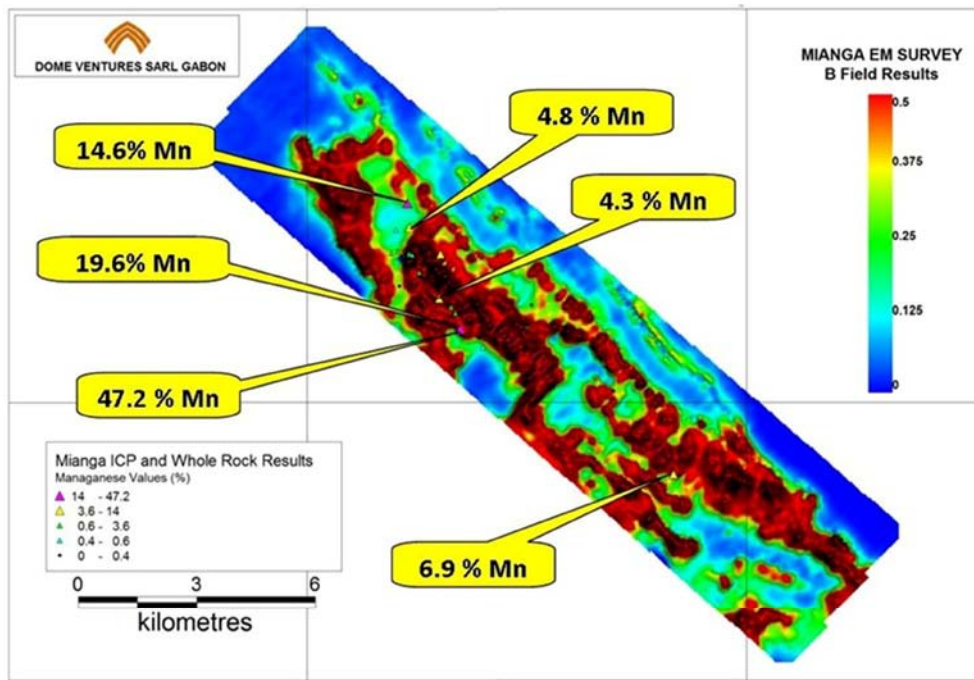 DOME VENTURES SARL GABON
MIANGA EM SURVEY
B Field Results
0.5
0.375
0.25
0.125
0
4.8 % Mn
14.6% Mn
4.3 % Mn
19.6% Mn
47.2 % Mn
6.9 % Mn
Mianga ICP and Whole Rock Results
Managanese Values (%)
14 - 47.2
3.6 - 14
0.6 - 3.6
0.4 - 0.6
0 - 0.4
0 3 6
kilometres